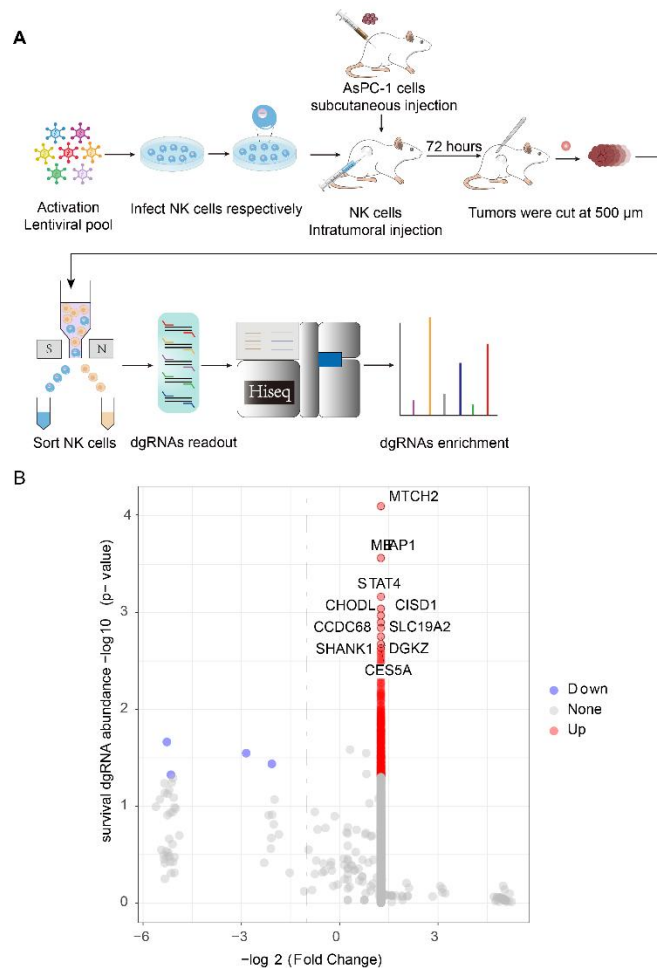 A
AsPC-1 cells
subcutaneous injection
72 hours
Activation
Lentiviral pool
Infect NK cells respectively
NK cells
Intratumoral injection
Tumors were cut at 500 μm
S
N
Hiseq
Sort NK cells
dgRNAs readout
dgRNAs enrichment
B
MTCH2
STAT4
CHODL
CISD1
CCDC68
SLC19A2
SHANK1
DGKZ
CES5A
4
3
2
1
0
survival dgRNA abundance −log10 (p− value)
−6
−3
0
3
−log 2 (Fold Change)
Down
None
Up